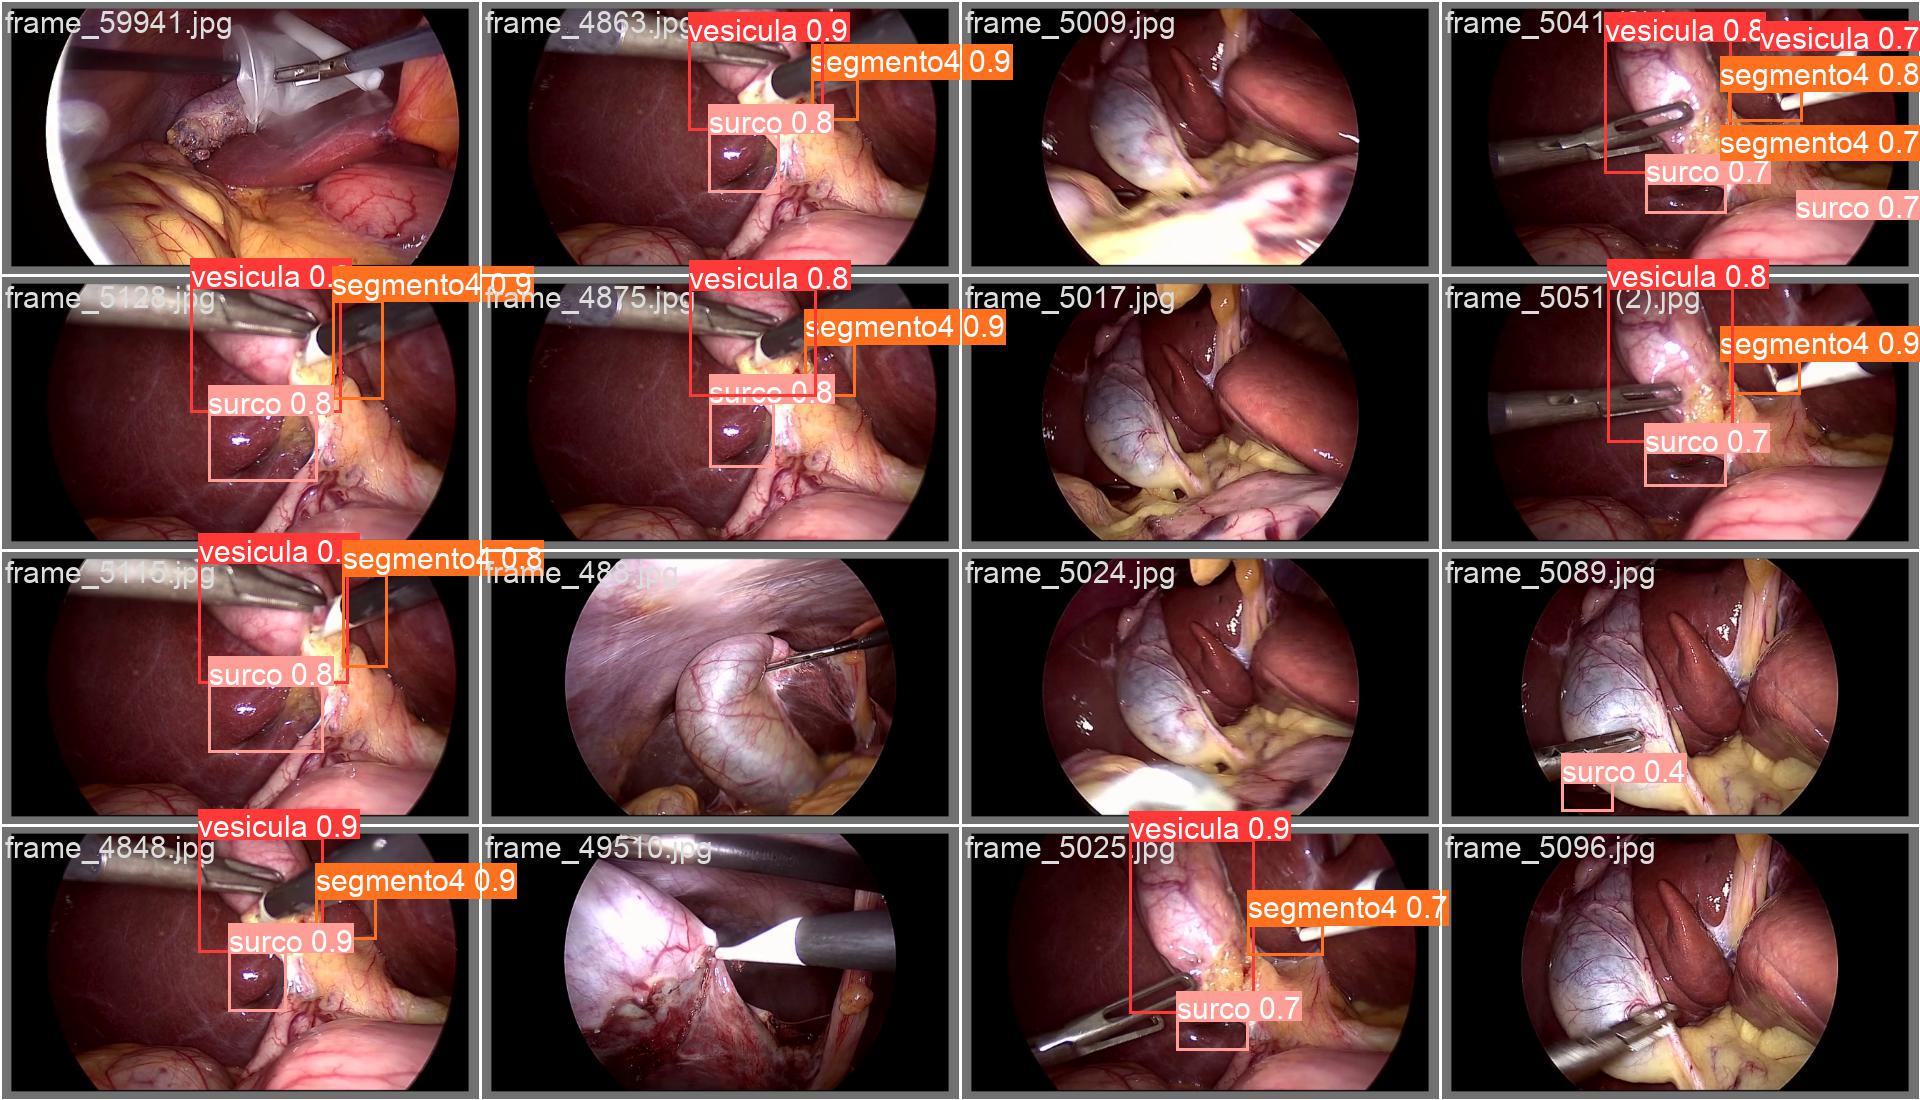 frame_59941.jpg
frame_4863.jpg
vesicula 0.9
segmento4 0.9
surco 0.8
frame_5009.jpg
frame_5041
vesicula 0.8
vesicula 0.7
segmento4 0.8
segmento4 0.7
surco 0.7
surco 0.7
frame_5128.jpg
vesicula 0.
segmento4 0.9
surco 0.8
frame_4875.jpg
vesicula 0.8
segmento4 0.9
surco 0.8
frame_5017.jpg
frame_5051 (2).jpg
vesicula 0.8
segmento4 0.9
surco 0.7
frame_5115.jpg
vesicula 0.
segmento4 0.8
surco 0.8
frame_488.jpg
frame_5024.jpg
frame_5089.jpg
surco 0.4
frame_4848.jpg
vesicula 0.9
segmento4 0.9
surco 0.9
frame_49510.jpg
frame_5025.jpg
vesicula 0.9
segmento4 0.7
surco 0.7
frame_5096.jpg